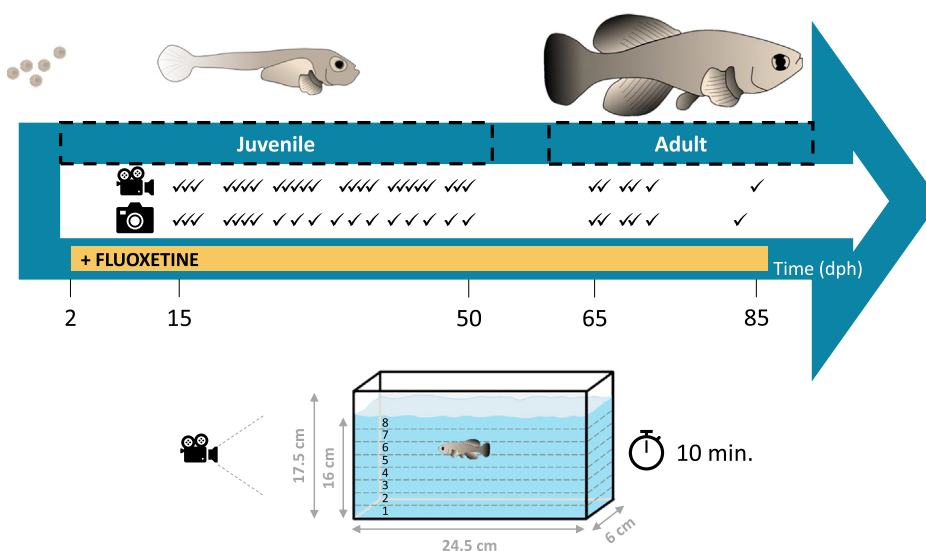 Juvenile
Adult
+ FLUOXETINE
Time (dph)
2
15
50
65
85
17.5 cm
16 cm
8
7
6
5
4
3
2
1
10 min.
6 cm
24.5 cm